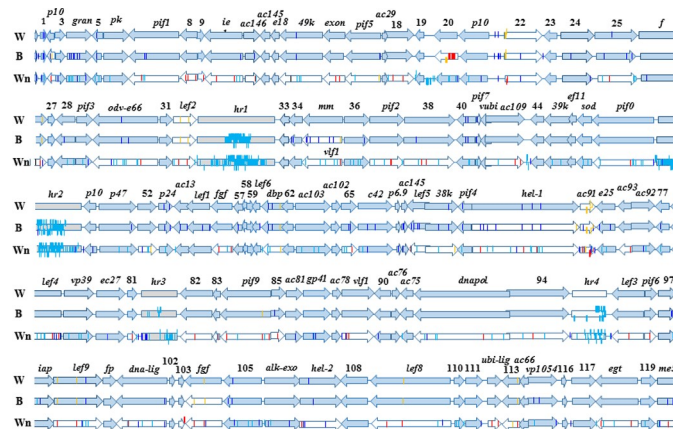 p10 ac145 ac29
1 3 gran 5 pk pif1 8 9 ie ac146 e18 49k exon pif5 18 19 20 p10 22 23 24 25 f
W
B
Wn
pif7 ef11
27 28 pif3 odv-e66 31 lef2 hr1 33 34 mm 36 pif2 38 40 vubi ac109 44 39k sod pif0
W
B
vlf1
Wn
58 lef6 ac102 ac145 ac93
hr2 p10 p47 52 p24 ac13 lef1 fgf 57 59 dbp 62 ac103 65 c42 p6.9 lef5 38k pif4 hel-1 ac91 e25 ac92 77
W
B
Wn
ac76
lef4 vp39 ec27 81 hr3 82 83 pif9 85 ac81 gp41 ac78 vlf1 90 ac75 dnapol 94 hr4 lef3 pif6 97
W
B
Wn
102 ubi-lig ac66
iap lef9 fp dna-lig 103 fgf 105 alk-exo hel-2 108 lef8 110 111 113 vp1054 116 117 egt 119
W
B
Wn